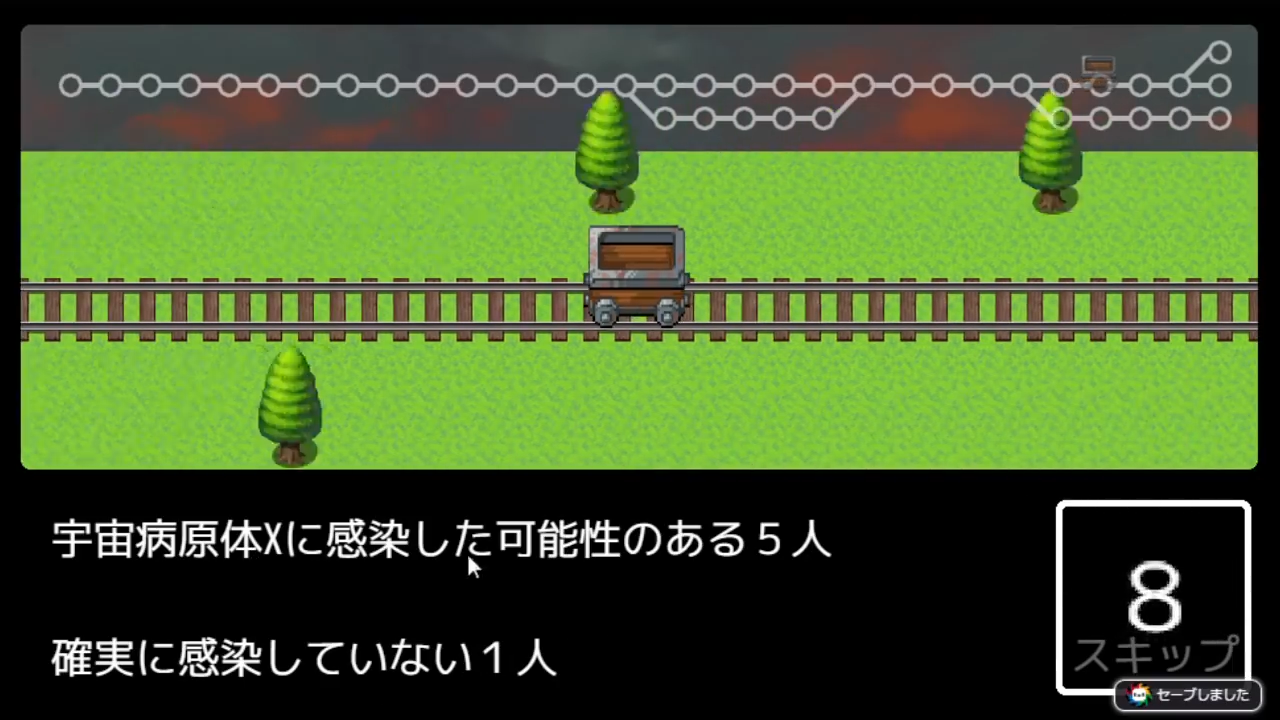 宇宙病原体Xに感染した可能性のある５人
確実に感染していない１人
8
スキップ
セーブしました